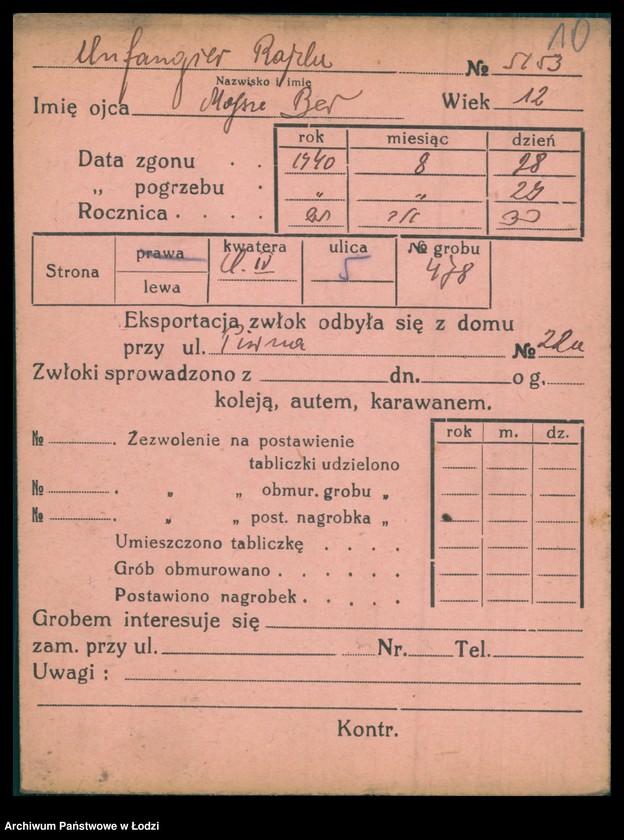 10
Unfangier Rajzla № 5153
Nazwisko i imię
Imię ojca Mojsze Ber Wiek 12
rok miesiąc dzień
Data zgonu . . 1940 8 28
„ pogrzebu . „ „ 29
Rocznica . . . .
Strona prawa kwatera ulica № grobu
lewa IV 5 478
Eksportacja zwłok odbyła się z domu
przy ul. №
Zwłoki sprowadzono z dn. o g.
koleją, autem, karawanem.
rok m. dz.
№ . Zezwolenie na postawienie
tabliczki udzielono
№ . „ „ obmur. grobu „
№ . „ „ post. nagrobka „
Umieszczono tabliczkę . . . .
Grób obmurowano . . . . .
Postawiono nagrobek . . . . .
Grobem interesuje się
zam. przy ul. Nr. Tel.
Uwagi :
Kontr.
Archiwum Państwowe w Łodzi